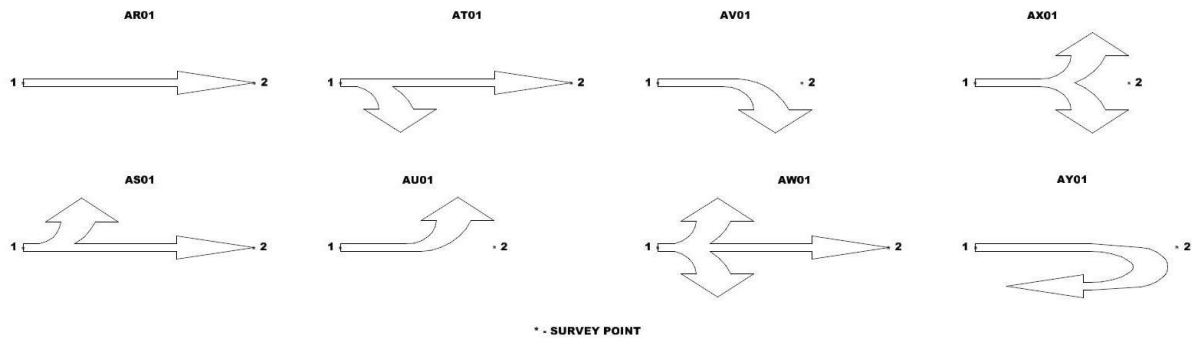 AR01 AT01 AV01 AX01
1 2 1 2 1 2 1 2
AS01 AU01 AW01 AY01
1 2 1 2 1 2 1 2
* - SURVEY POINT